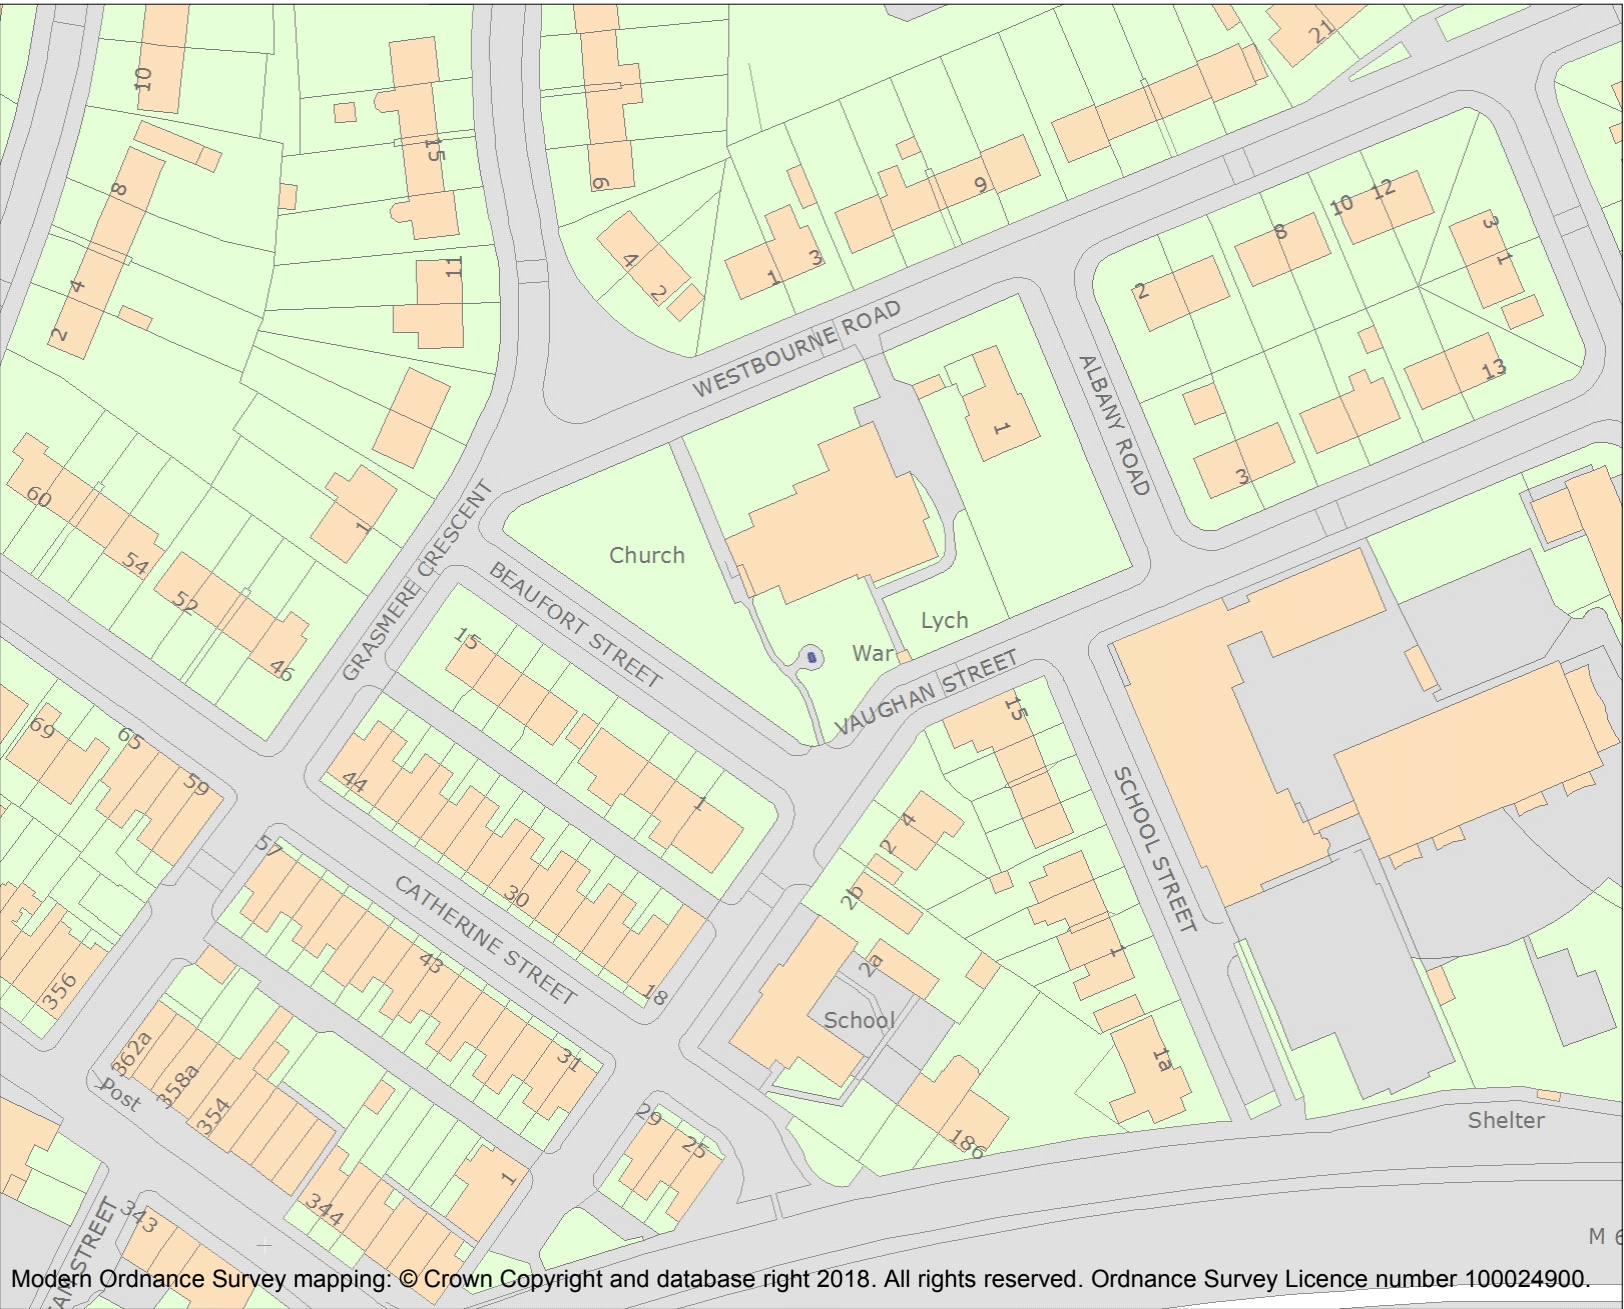 21
10
15
6
8
9
12
10
8
3
1
4
3
1
4
2
11
2
2
WESTBOURNE ROAD
ALBANY ROAD
13
1
3
60
1
54
Church
GRASMERE CRESCENT
BEAUFORT STREET
52
Lych
15
War
46
VAUGHAN STREET
15
69
65
59
44
1
SCHOOL STREET
4
2
57
CATHERINE STREET
30
2b
43
1
2a
356
18
School
362a
31
1a
358a
Post
354
Shelter
29
25
186
1
344
343
M 6
Modern Ordnance Survey mapping: © Crown Copyright and database right 2018. All rights reserved. Ordnance Survey Licence number 100024900.